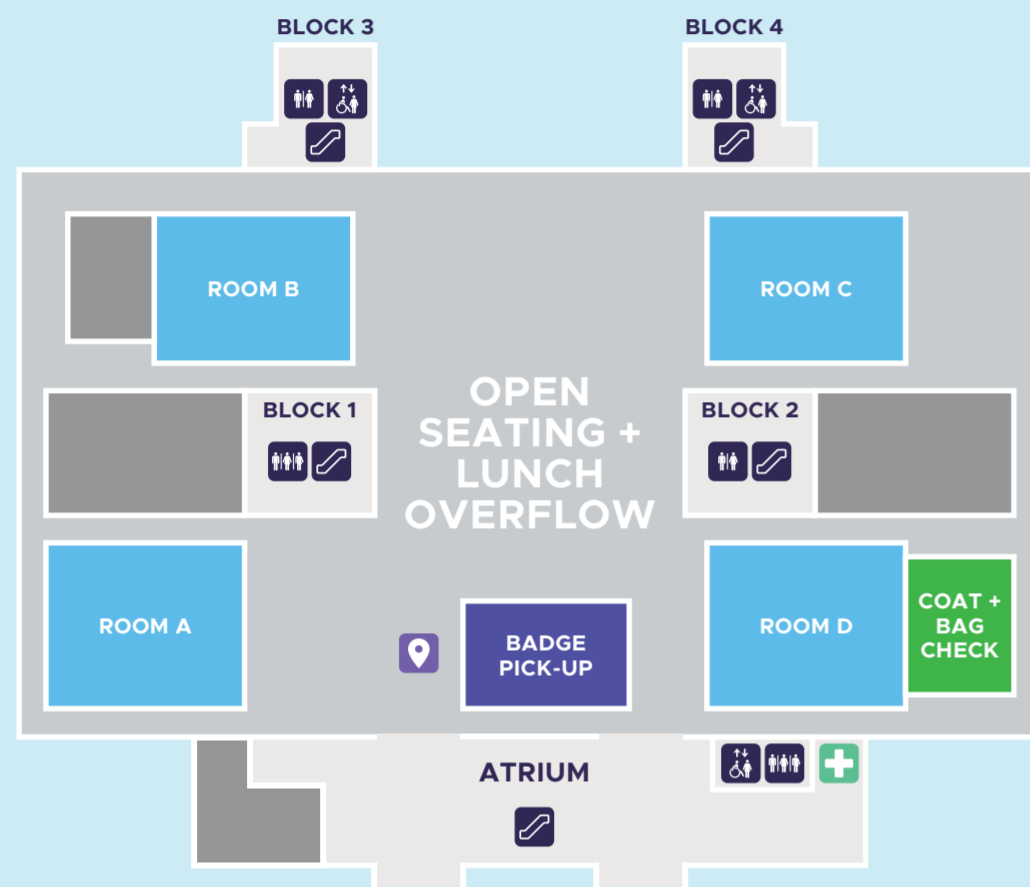 BLOCK 3
BLOCK 4
ROOM B
ROOM C
OPEN
SEATING +
LUNCH
OVERFLOW
BLOCK 1
BLOCK 2
ROOM A
BADGE
PICK-UP
ROOM D
COAT +
BAG
CHECK
ATRIUM